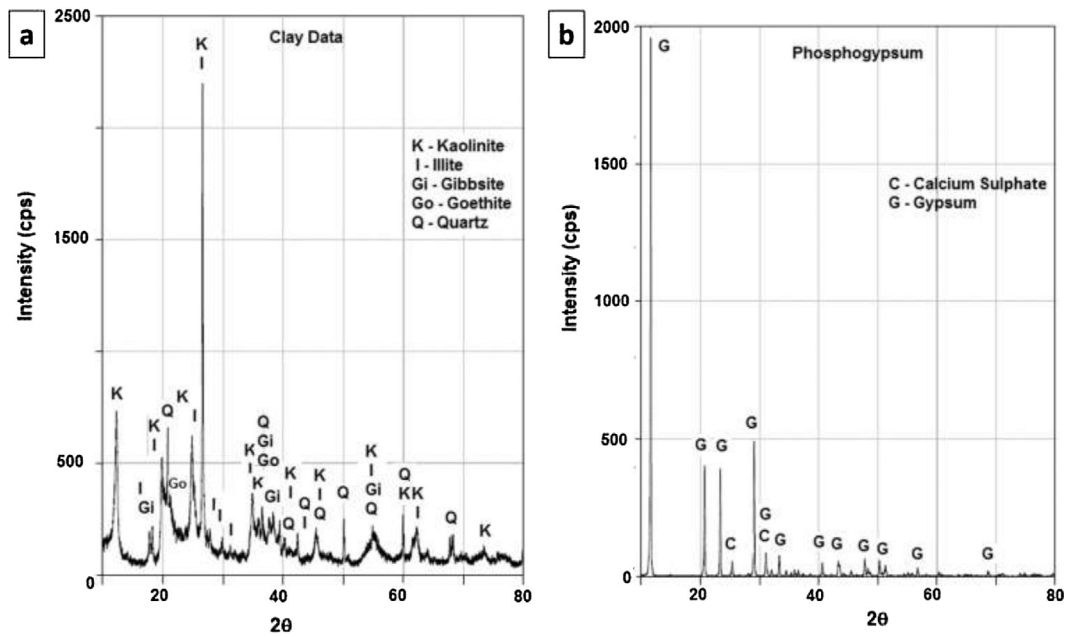 a
Clay Data
K - Kaolinite
I - Illite
Gi - Gibbsite
Go - Goethite
Q - Quartz
Intensity (cps)
2500
1500
500
0
20
40
60
80
2θ
K
K
I
K
I
I
Gi
Q
Go
K
I
I
I
I
K
I
K
Q
Gi
Go
Gi
K
I
Q
Q
I
K
I
Q
Q
K
I
Gi
Q
Q
K
K
I
Q
K
b
Phosphogypsum
C - Calcium Sulphate
G - Gypsum
Intensity (cps)
2000
1500
1000
500
0
20
40
60
80
2θ
G
G
G
C
G
G
C
G
G
G
G
G
G
G